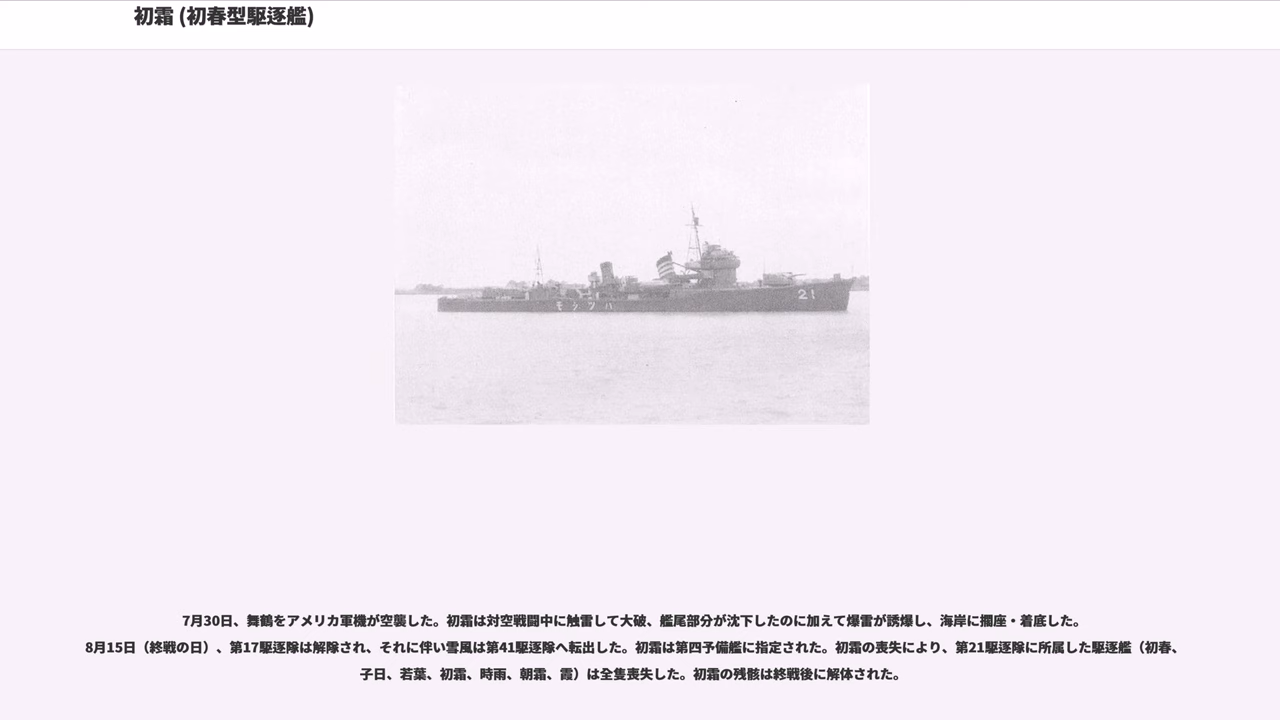 初霜 (初春型駆逐艦)
21
モ シ ツ ハ
7月30日、舞鶴をアメリカ軍機が空襲した。初霜は対空戦闘中に触雷して大破、艦尾部分が沈下したのに加えて爆雷が誘爆し、海岸に擱座・着底した。
8月15日（終戦の日）、第17駆逐隊は解除され、それに伴い雪風は第41駆逐隊へ転出した。初霜は第四予備艦に指定された。初霜の喪失により、第21駆逐隊に所属した駆逐艦（初春、
子日、若葉、初霜、時雨、朝霜、霞）は全隻喪失した。初霜の残骸は終戦後に解体された。